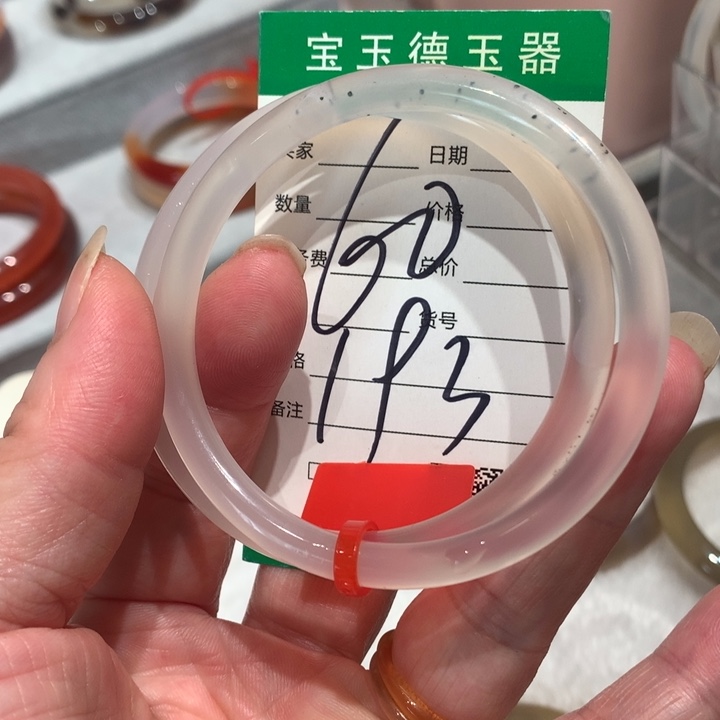 宝玉德玉器
家 日期
数量 价格
费 总价
货号
备注
60